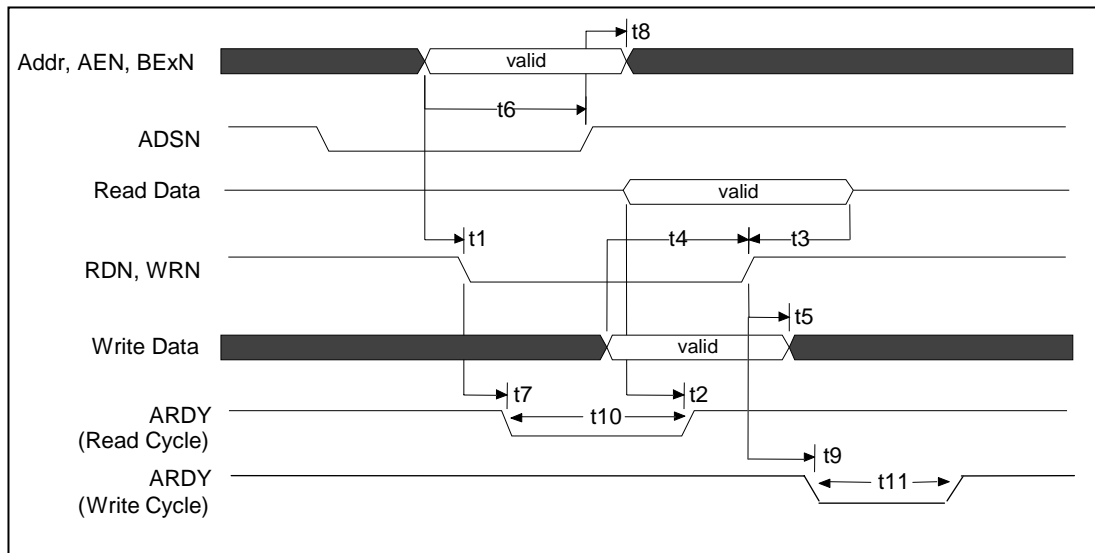 t8
Addr, AEN, BExN
valid
t6
ADSN
Read Data
valid
t1
t4
t3
RDN, WRN
t5
Write Data
valid
t7
t2
ARDY
t10
(Read Cycle)
t9
ARDY
t11
(Write Cycle)